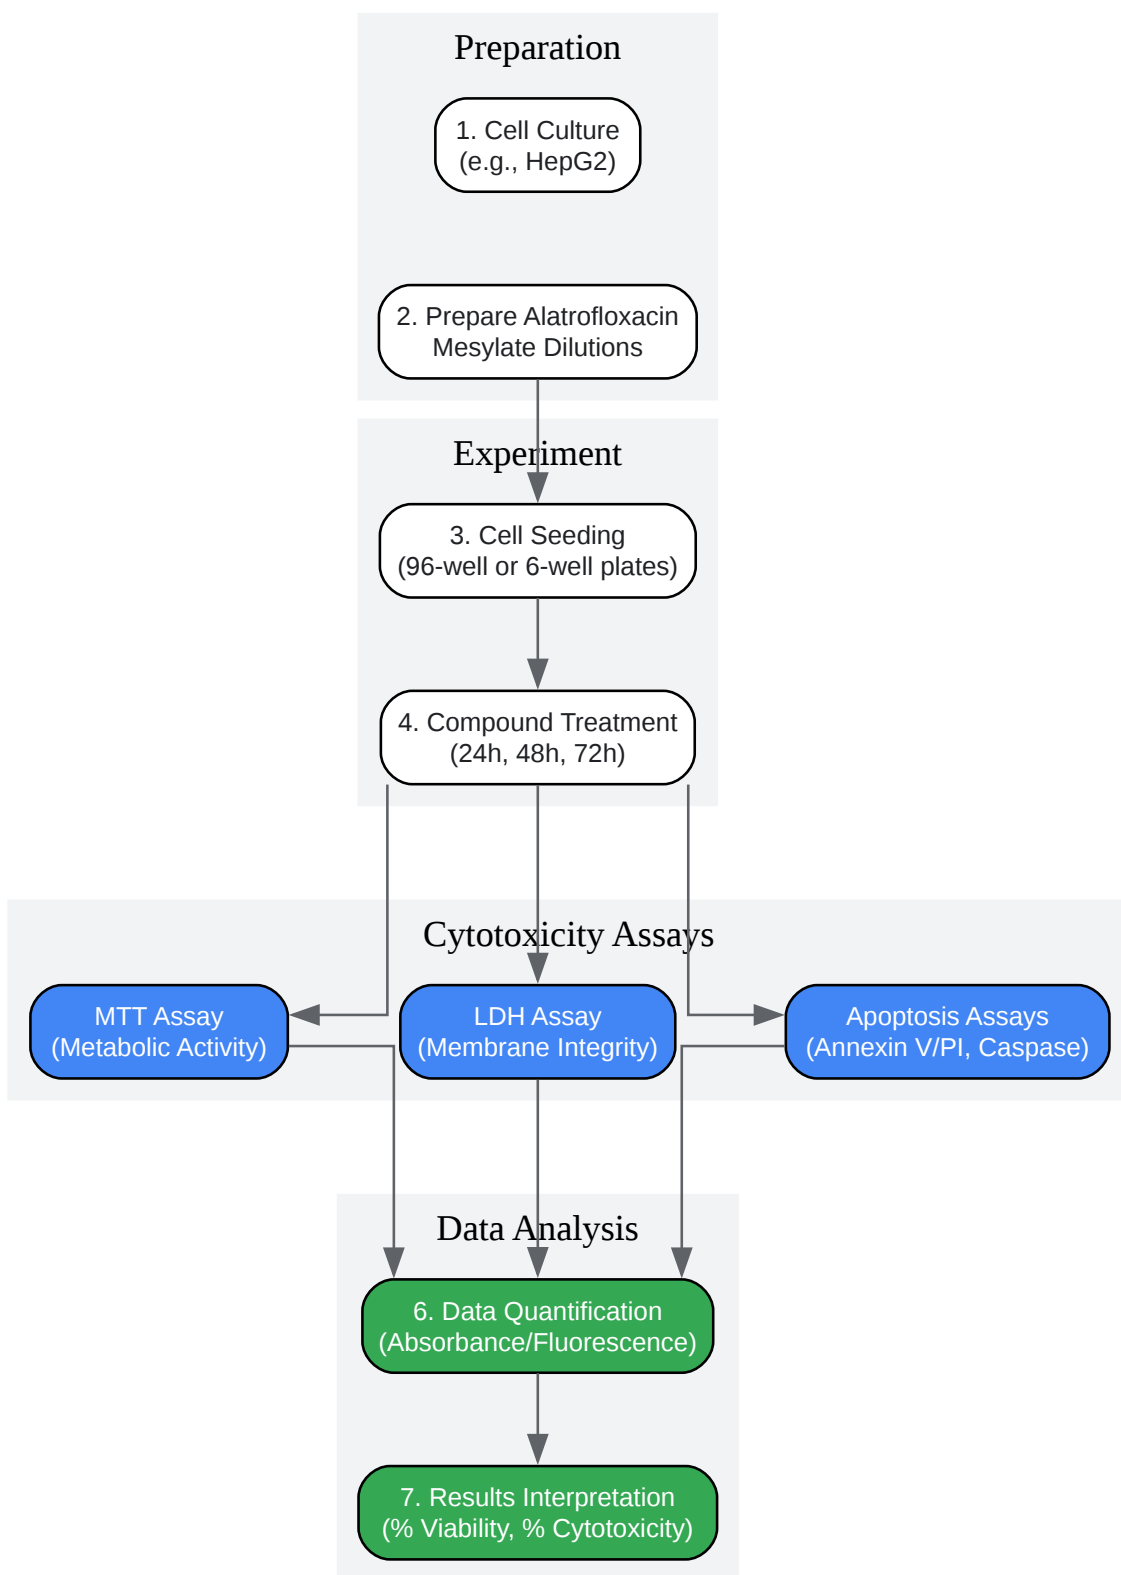 Preparation
1. Cell Culture
(e.g., HepG2)
2. Prepare Alatrofloxacin
Mesylate Dilutions
Experiment
3. Cell Seeding
(96-well or 6-well plates)
4. Compound Treatment
(24h, 48h, 72h)
Cytotoxicity Assays
MTT Assay
(Metabolic Activity)
LDH Assay
(Membrane Integrity)
Apoptosis Assays
(Annexin V/PI, Caspase)
Data Analysis
6. Data Quantification
(Absorbance/Fluorescence)
7. Results Interpretation
(% Viability, % Cytotoxicity)